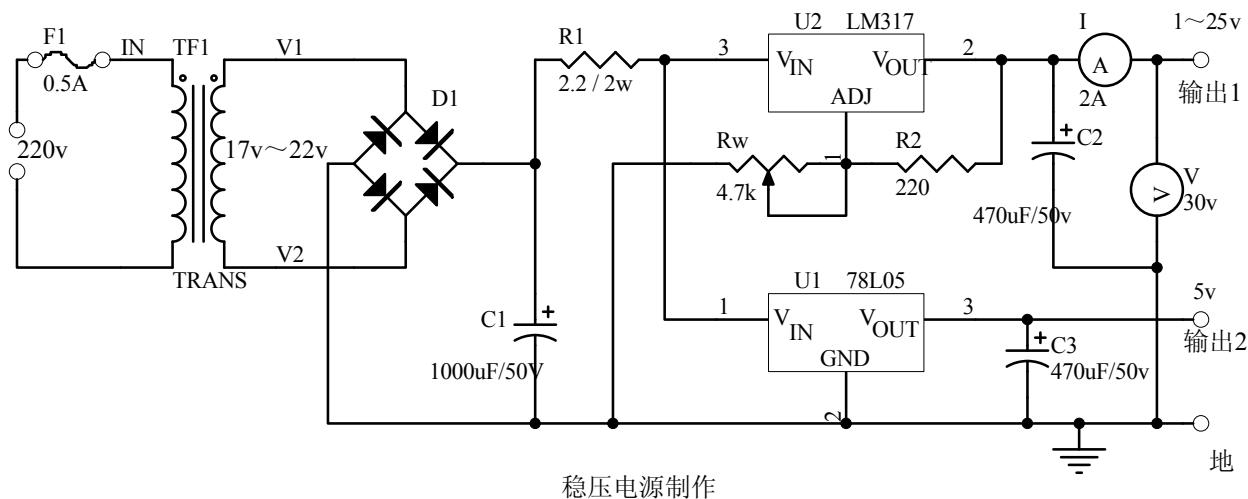 F1
IN
TF1
V1
0.5A
220v
17v～22v
V2
TRANS
D1
R1
2.2 / 2w
C1
+
1000uF/50V
U2
LM317
3
VIN
VOUT
2
ADJ
1
Rw
4.7k
R2
220
I
A
2A
1～25v
输出1
+
C2
470uF/50v
V
V
30v
U1
78L05
1
VIN
VOUT
3
GND
2
5v
输出2
+
C3
470uF/50v
地
稳压电源制作